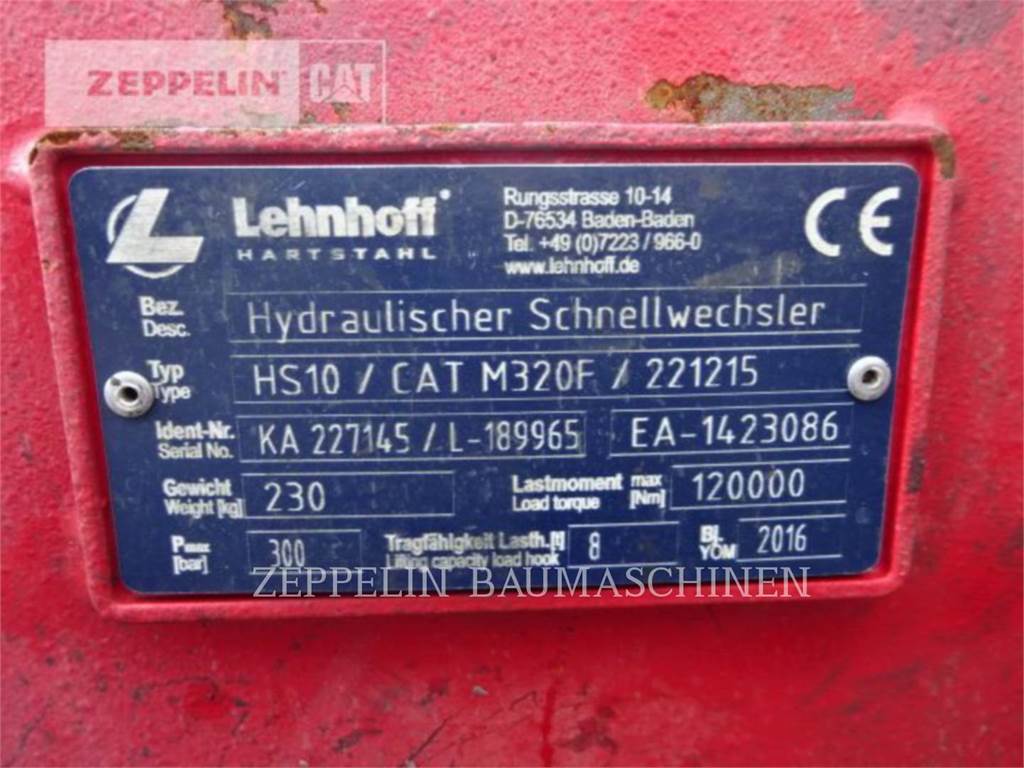 ZEPPELIN CAT
Lehnhoff
HARTSTAHL
Rungsstrasse 10-14
D-76534 Baden-Baden
Tel. +49 (0)7223 / 966-0
www.lehnhoff.de
CE
Bez.
Desc.
Hydraulischer Schnellwechsler
Typ
Type
HS10 / CAT M320F / 221215
Ident-Nr.
Serial No.
KA 227145 / L-189965
EA-1423086
Gewicht
Weight [kg]
230
Lastmoment max
Load torque [Nm]
120000
Pmax
[bar]
300
Tragfähigkeit Lasth. [t]
Lifting capacity load hook
8
BJ.
YOM
2016
ZEPPELIN BAUMASCHINEN